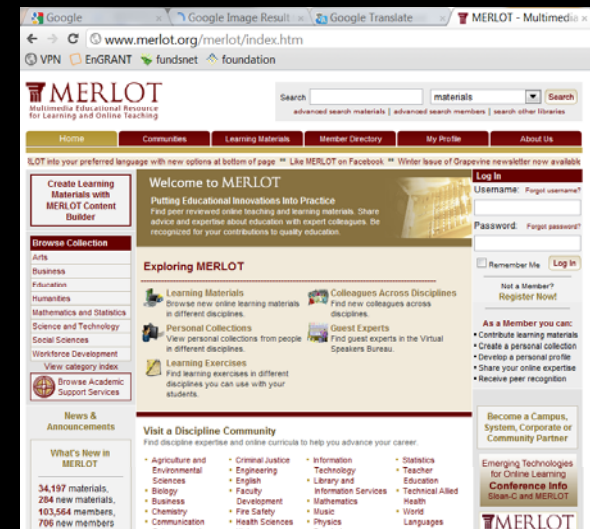 Google
Google Image Result
Google Translate
MERLOT - Multimedia
www.merlot.org/merlot/index.htm
VPN EnGRANT fundsnet foundation
MERLOT
Multimedia Educational Resource
for Learning and Online Teaching
Search materials Search
advanced search materials | advanced search members | search other libraries
Home Communities Learning Materials Member Directory My Profile About Us
LOT into your preferred language with new options at bottom of page ** Like MERLOT on Facebook ** Winter Issue of Grapevine newsletter now available
Create Learning
Materials with
MERLOT Content
Builder
Browse Collection
Arts
Business
Education
Humanities
Mathematics and Statistics
Science and Technology
Social Sciences
Workforce Development
View category index
Browse Academic
Support Services
News &
Announcements
What's New in
MERLOT
34,197 materials,
284 new materials,
103,564 members,
706 new members
Welcome to MERLOT
Putting Educational Innovations Into Practice
Find peer reviewed online teaching and learning materials. Share
advice and expertise about education with expert colleagues. Be
recognized for your contributions to quality education.
Exploring MERLOT
Learning Materials
Browse new online learning materials
in different disciplines.
Personal Collections
View personal collections from people
in different disciplines.
Learning Exercises
Find learning exercises in different
disciplines you can use with your
students.
Colleagues Across Disciplines
Find new colleagues across
disciplines.
Guest Experts
Find guest experts in the Virtual
Speakers Bureau.
Visit a Discipline Community
Find discipline expertise and online curricula to help you advance your career.
Agriculture and
Environmental
Sciences
Biology
Business
Chemistry
Communication
Criminal Justice
Engineering
English
Faculty
Development
Fire Safety
Health Sciences
Information
Technology
Library and
Information Services
Mathematics
Music
Physics
Statistics
Teacher
Education
Technical Allied
Health
World
Languages
Log In
Username: Forgot username?
Password: Forgot password?
Remember Me Log In
Not a Member?
Register Now!
As a Member you can:
Contribute learning materials
Create a personal collection
Develop a personal profile
Share your online expertise
Receive peer recognition
Become a Campus,
System, Corporate or
Community Partner
Emerging Technologies
for Online Learning
Conference Info
Sloan-C and MERLOT
MERLOT